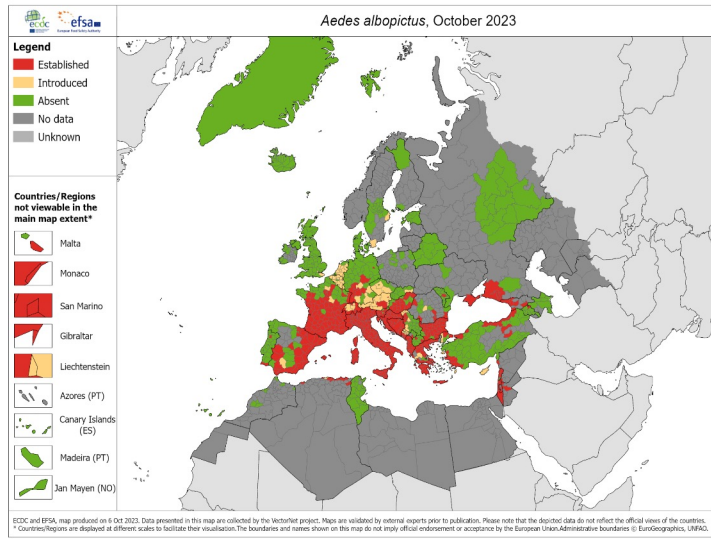 ecdc
efsa
European Food Safety Authority
Aedes albopictus, October 2023
Legend
Established
Introduced
Absent
No data
Unknown
Countries/Regions
not viewable in the
main map extent*
Malta
Monaco
San Marino
Gibraltar
Liechtenstein
Azores (PT)
Canary Islands
(ES)
Madeira (PT)
Jan Mayen (NO)
ECDC and EFSA, map produced on 6 Oct 2023. Data presented in this map are collected by the VectorNet project. Maps are validated by external experts prior to publication. Please note that the depicted data do not reflect the official views of the countries.
* Countries/Regions are displayed at different scales to facilitate their visualisation.The boundaries and names shown on this map do not imply official endorsement or acceptance by the European Union.Administrative boundaries © EuroGeographics, UNFAO.